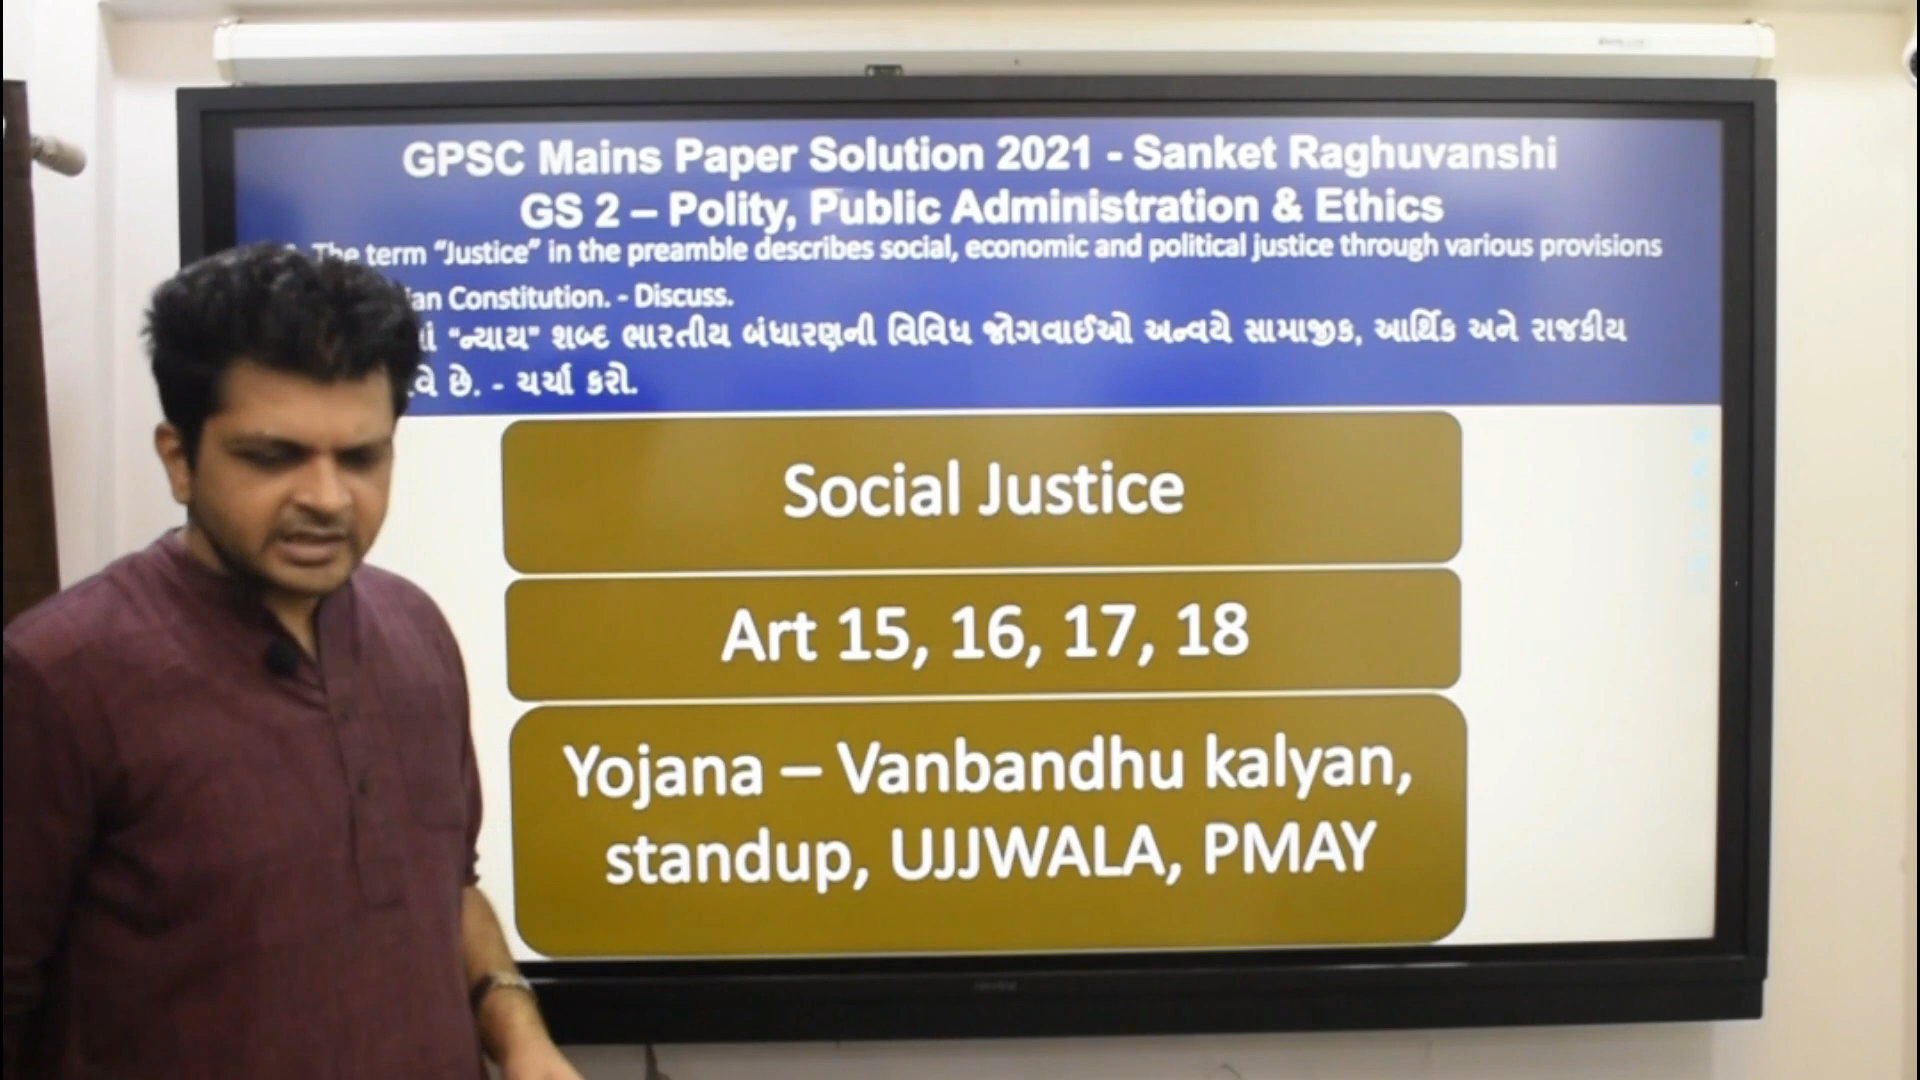 GPSC Mains Paper Solution 2021 - Sanket Raghuvanshi
GS 2 – Polity, Public Administration & Ethics
The term “Justice” in the preamble describes social, economic and political justice through various provisions
Constitution. - Discuss.
“ન્યાય” શબ્દ ભારતીય બંધારણની વિવિધ જોગવાઈઓ અન્વયે સામાજીક, આર્થિક અને રાજકીય
છે. - ચર્ચા કરો.
Social Justice
Art 15, 16, 17, 18
Yojana – Vanbandhu kalyan,
standup, UJJWALA, PMAY